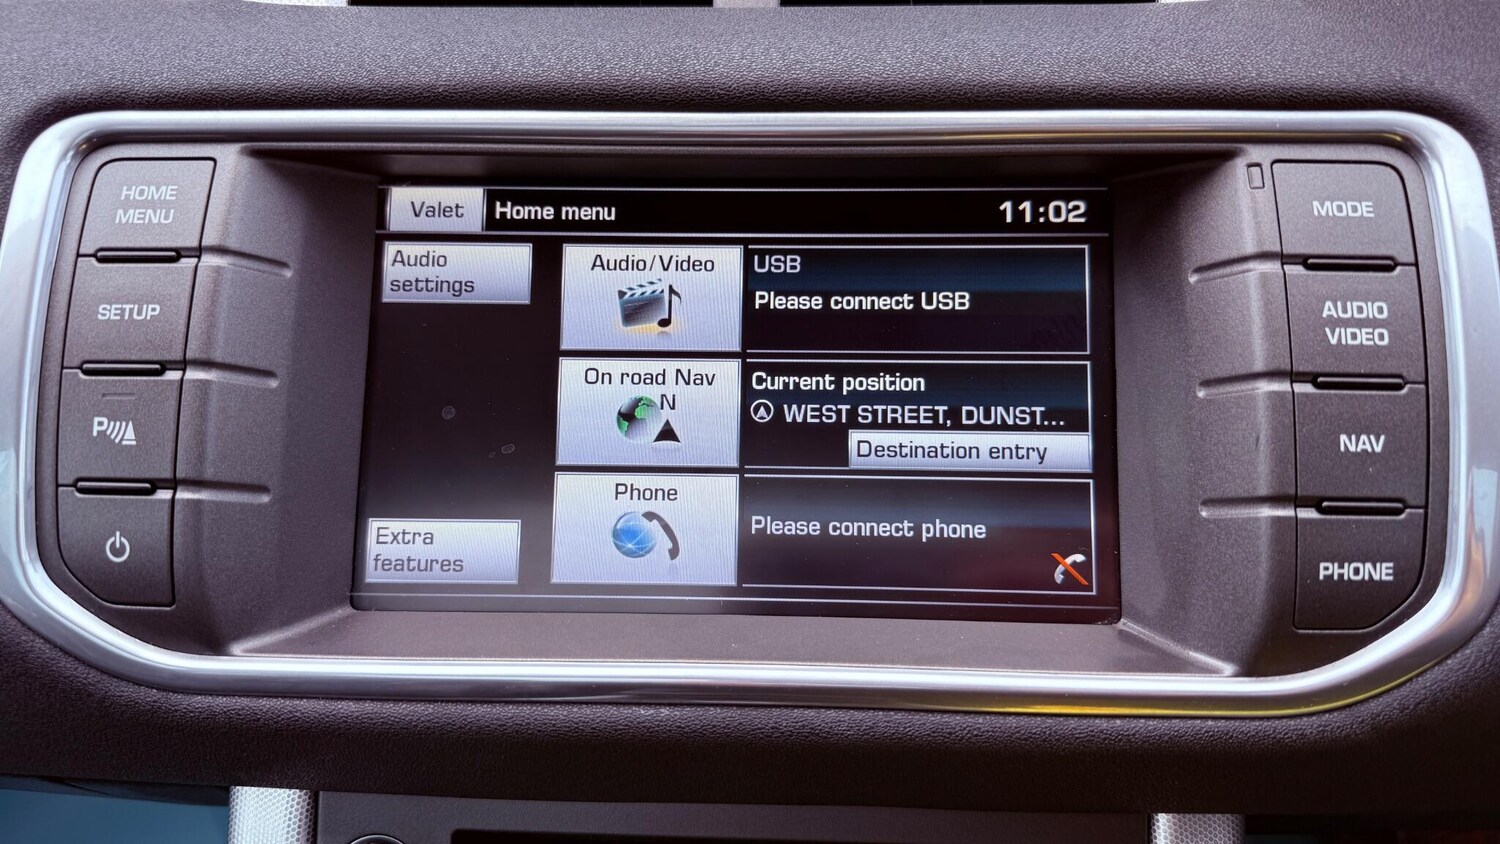 HOME
MENU
SETUP
P
Valet
Home menu
11:02
Audio
settings
Audio/Video
USB
Please connect USB
On road Nav
N
Current position
WEST STREET, DUNST...
Destination entry
Extra
features
Phone
Please connect phone
MODE
AUDIO
VIDEO
NAV
PHONE